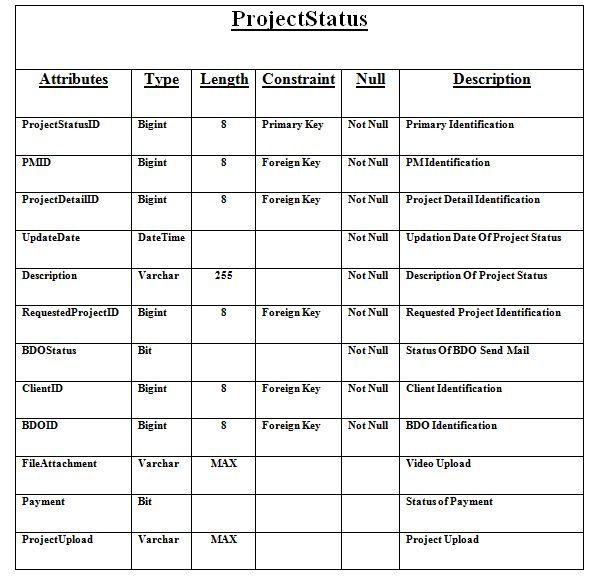 ProjectStatus
Attributes Type Length Constraint Null Description
ProjectStatusID Bigint 8 Primary Key Not Null Primary Identification
PMID Bigint 8 Foreign Key Not Null PM Identification
ProjectDetailID Bigint 8 Foreign Key Not Null Project Detail Identification
UpdateDate DateTime Not Null Updation Date Of Project Status
Description Varchar 255 Not Null Description Of Project Status
RequestedProjectID Bigint 8 Foreign Key Not Null Requested Project Identification
BDOStatus Bit Not Null Status Of BDO Send Mail
ClientID Bigint 8 Foreign Key Not Null Client Identification
BDOID Bigint 8 Foreign Key Not Null BDO Identification
FileAttachment Varchar MAX Video Upload
Payment Bit Status of Payment
ProjectUpload Varchar MAX Project Upload